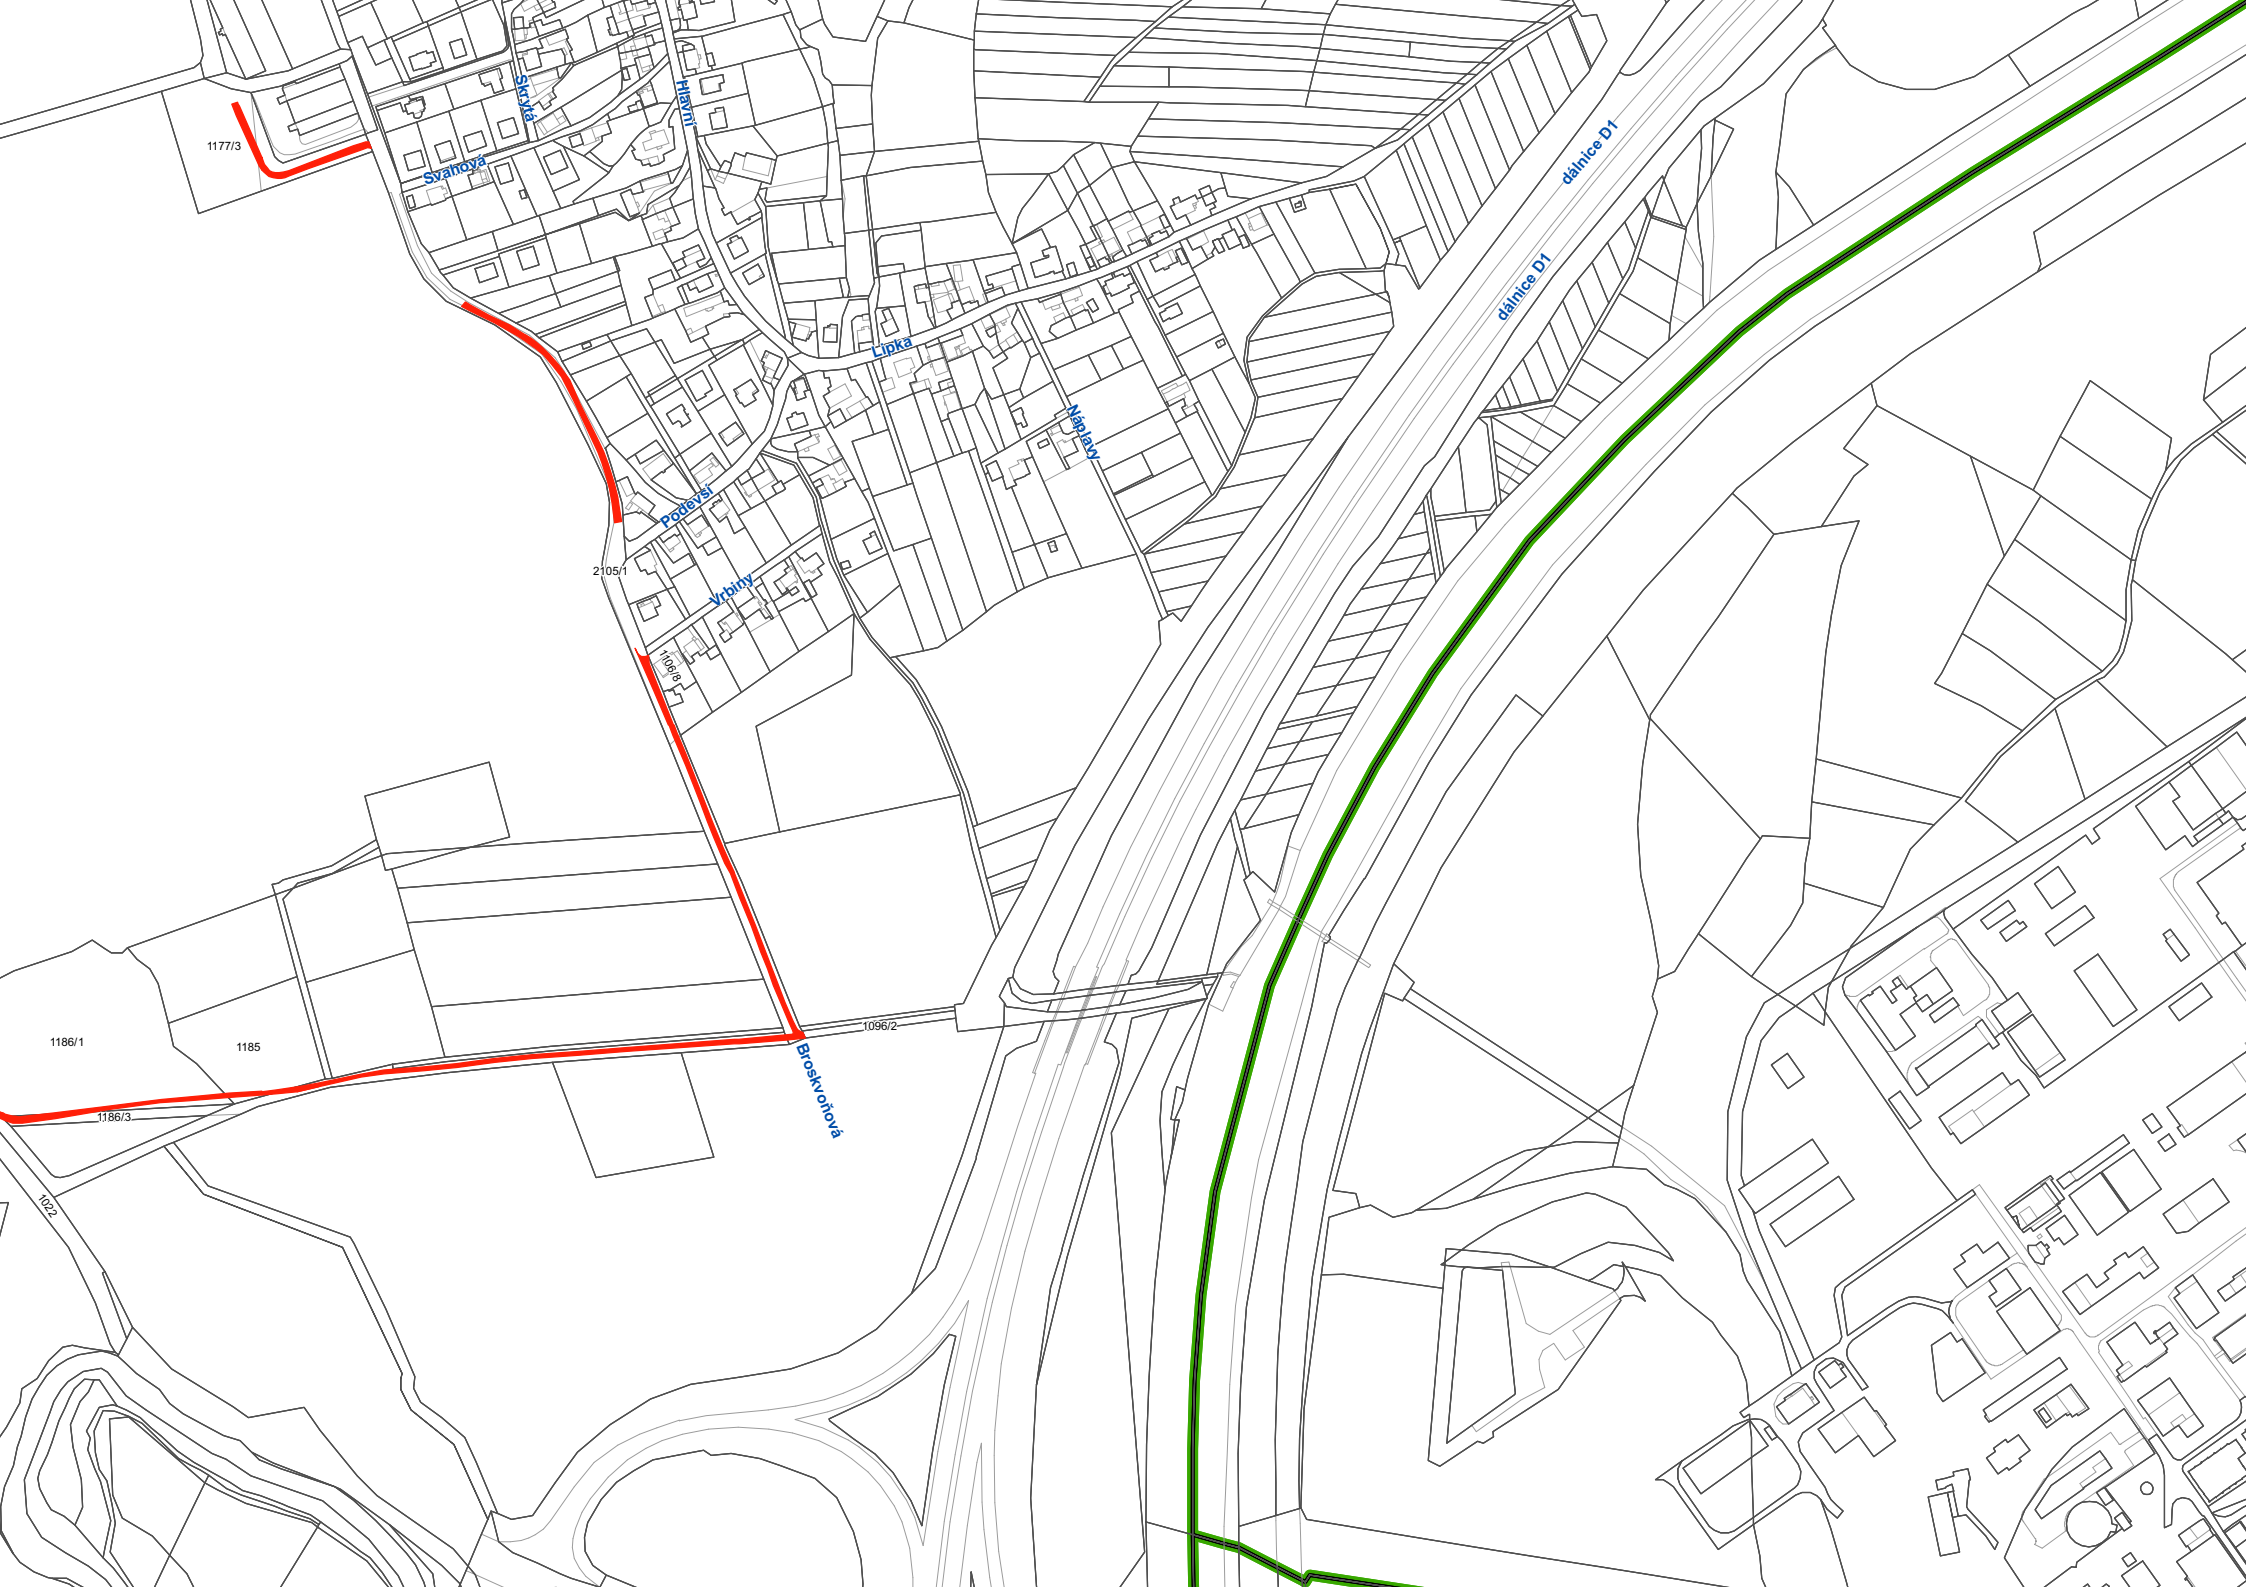 Skrytá
Hlavní
dálnice D1
1177/3
Svahová
dálnice D1
Lipka
Náplavy
Podevsí
2105/1
Vrbiny
1106/8
1096/2
1186/1
1185
Broskvoňová
1186/3
1022